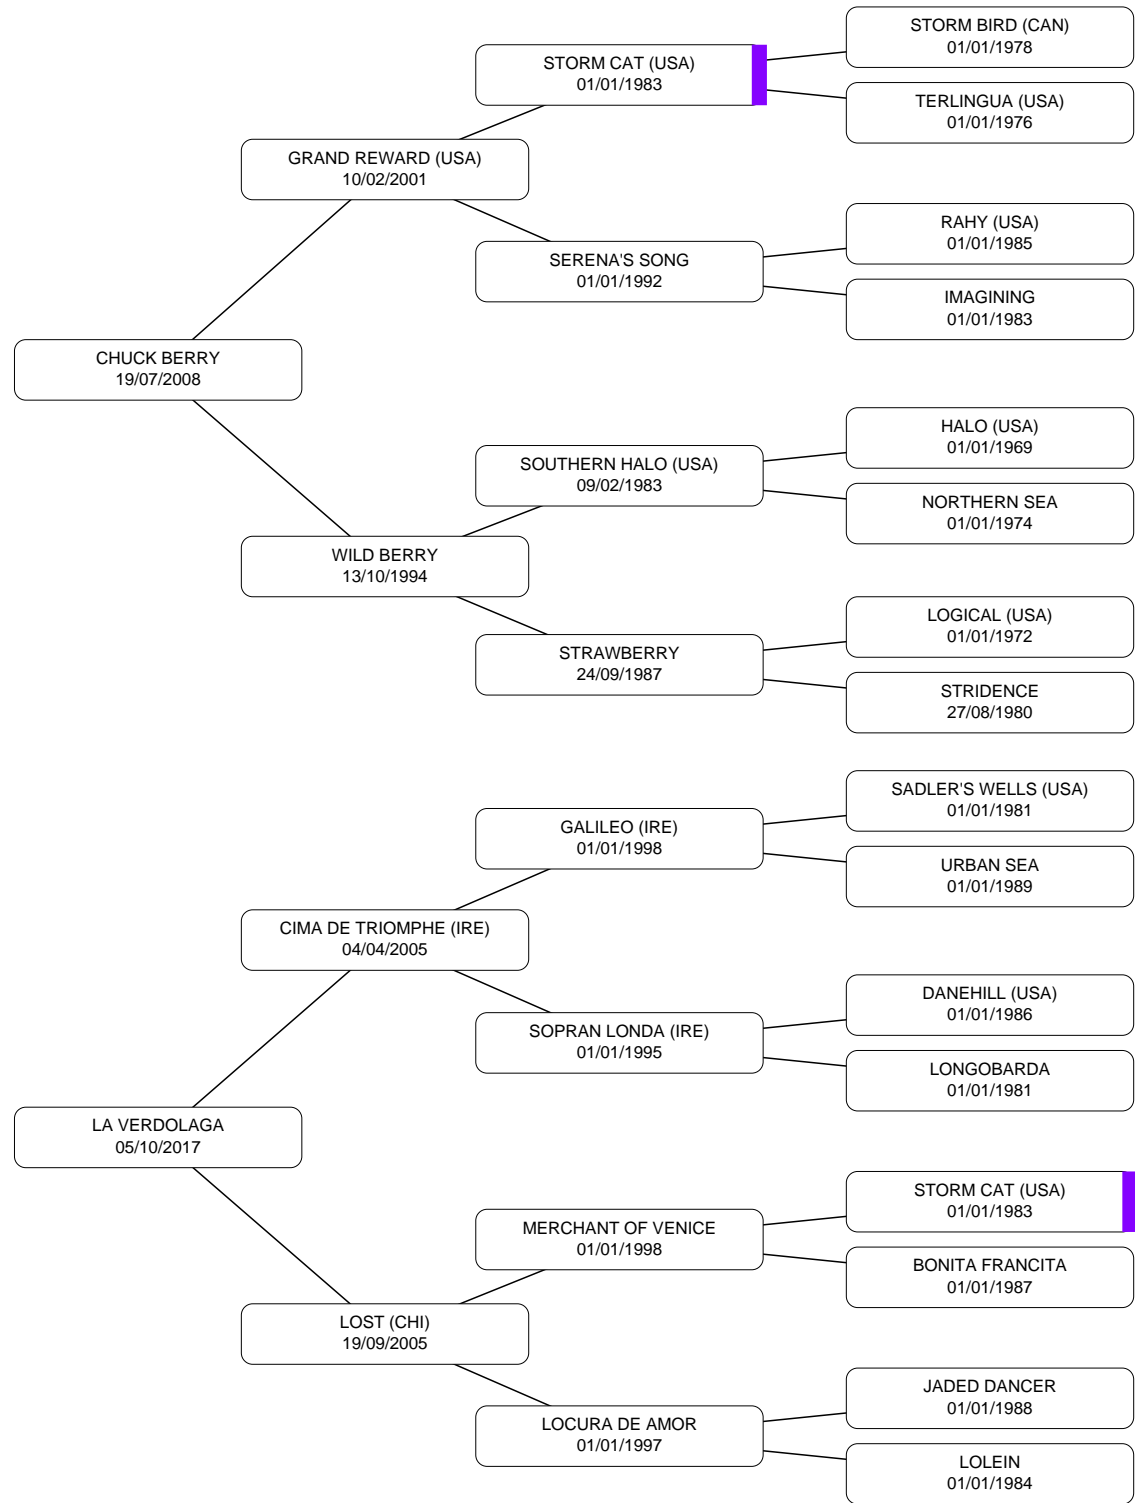 STORM BIRD (CAN)
01/01/1978
STORM CAT (USA)
01/01/1983
TERLINGUA (USA)
01/01/1976
GRAND REWARD (USA)
10/02/2001
RAHY (USA)
01/01/1985
SERENA'S SONG
01/01/1992
IMAGINING
01/01/1983
CHUCK BERRY
19/07/2008
HALO (USA)
01/01/1969
SOUTHERN HALO (USA)
09/02/1983
NORTHERN SEA
01/01/1974
WILD BERRY
13/10/1994
LOGICAL (USA)
01/01/1972
STRAWBERRY
24/09/1987
STRIDENCE
27/08/1980
SADLER'S WELLS (USA)
01/01/1981
GALILEO (IRE)
01/01/1998
URBAN SEA
01/01/1989
CIMA DE TRIOMPHE (IRE)
04/04/2005
DANEHILL (USA)
01/01/1986
SOPRAN LONDA (IRE)
01/01/1995
LONGOBARDA
01/01/1981
LA VERDOLAGA
05/10/2017
STORM CAT (USA)
01/01/1983
MERCHANT OF VENICE
01/01/1998
BONITA FRANCITA
01/01/1987
LOST (CHI)
19/09/2005
JADED DANCER
01/01/1988
LOCURA DE AMOR
01/01/1997
LOLEIN
01/01/1984